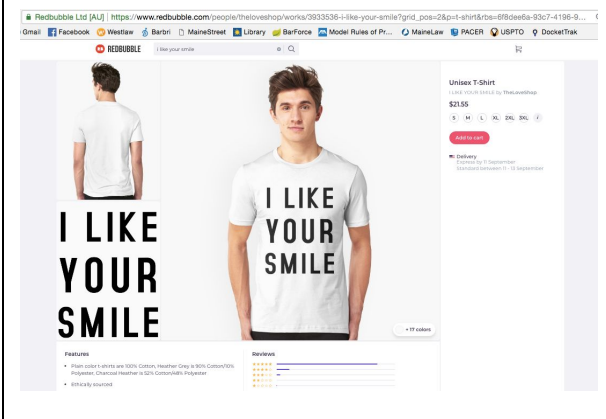 Redbubble Ltd [AU] | https://www.redbubble.com/people/theloveshop/works/3933536-i-like-your-smile?grid_pos=2&p=t-shirt&rbs=6f8dee6a-93c7-4196-9...
Gmail Facebook Westlaw Barbri MaineStreet Library BarForce Model Rules of Pr... MaineLaw PACER USPTO DocketTrak
REDBUBBLE i like your smile
Unisex T-Shirt
I LIKE YOUR SMILE by TheLoveShop
$21.55
S M L XL 2XL 3XL i
Add to cart
Delivery
Express by 11 September
Standard between 11 - 12 September
I LIKE
YOUR
SMILE
I LIKE
YOUR
SMILE
+ 17 colors
Features
Plain color t-shirts are 100% Cotton, Heather Grey is 90% Cotton/10%
Polyester, Charcoal Heather is 52% Cotton/48% Polyester
Ethically sourced
Reviews